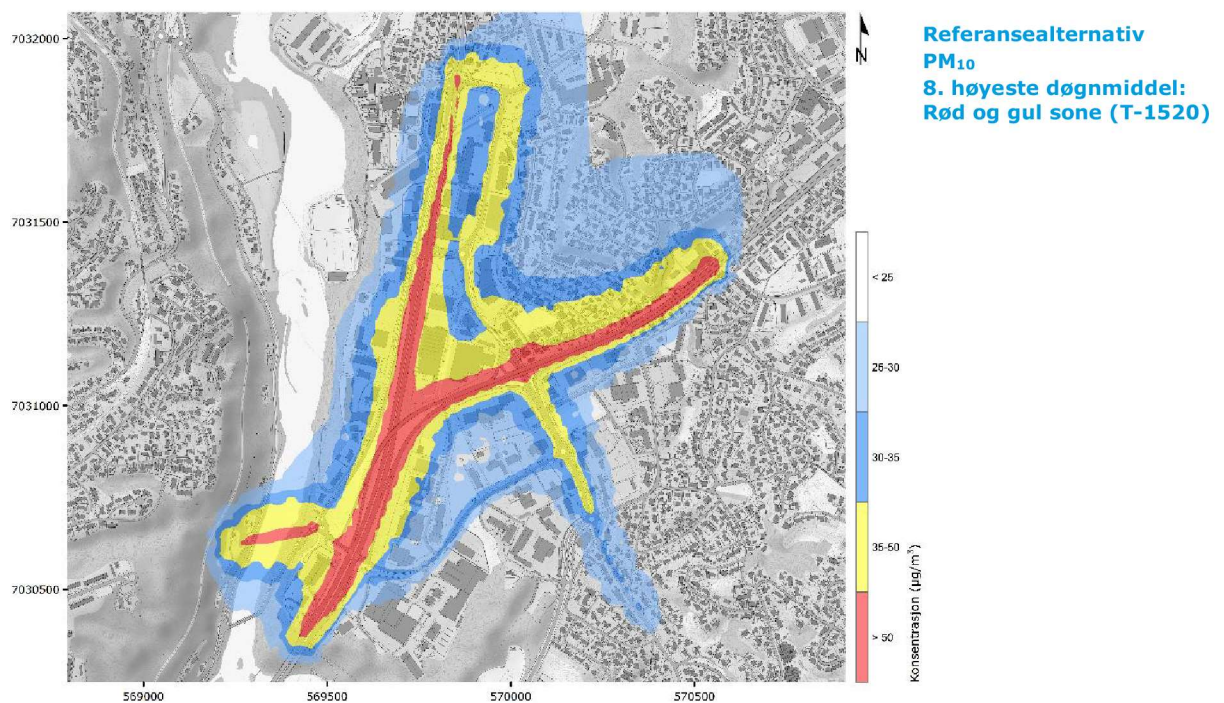 Referansealternativ
PM₁₀
8. høyeste døgnmiddel:
Rød og gul sone (T-1520)
N
7032000
7031500
7031000
7030500
569000
569500
570000
570500
< 25
26-30
30-35
35-50
> 50
Konsentrasjon (µg/m³)